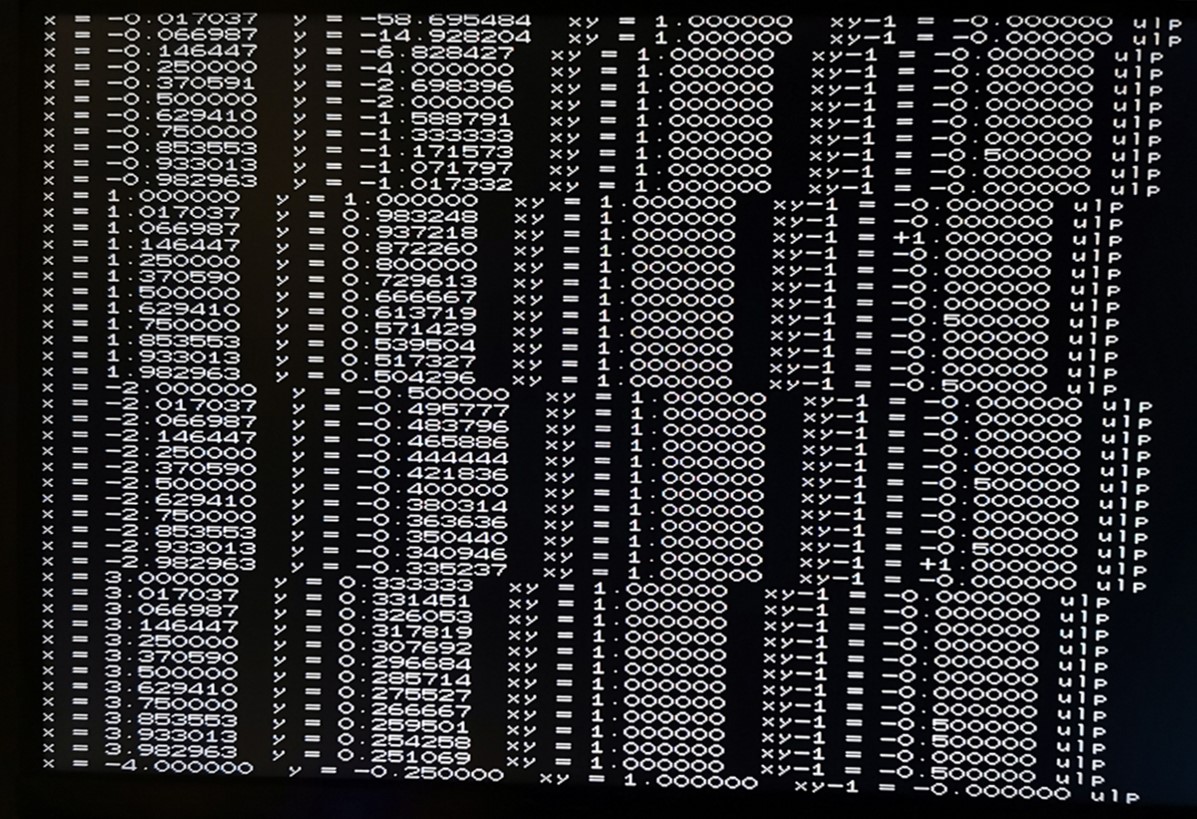 x = -0.017037 y = -58.695484 xy = 1.000000 xy-1 = -0.000000 ulp
x = -0.066987 y = -14.928204 xy = 1.000000 xy-1 = -0.000000 ulp
x = -0.146447 y = -6.828427 xy = 1.000000 xy-1 = -0.000000 ulp
x = -0.250000 y = -4.000000 xy = 1.000000 xy-1 = -0.000000 ulp
x = -0.370591 y = -2.698396 xy = 1.000000 xy-1 = -0.000000 ulp
x = -0.500000 y = -2.000000 xy = 1.000000 xy-1 = -0.000000 ulp
x = -0.629410 y = -1.588791 xy = 1.000000 xy-1 = -0.000000 ulp
x = -0.750000 y = -1.333333 xy = 1.000000 xy-1 = -0.000000 ulp
x = -0.853553 y = -1.171573 xy = 1.000000 xy-1 = -0.500000 ulp
x = -0.933013 y = -1.071797 xy = 1.000000 xy-1 = -0.000000 ulp
x = -0.982963 y = -1.017332 xy = 1.000000 xy-1 = -0.000000 ulp
x = 1.000000 y = 1.000000 xy = 1.000000 xy-1 = -0.000000 ulp
x = 1.017037 y = 0.983248 xy = 1.000000 xy-1 = -0.000000 ulp
x = 1.066987 y = 0.937218 xy = 1.000000 xy-1 = +1.000000 ulp
x = 1.146447 y = 0.872260 xy = 1.000000 xy-1 = -0.000000 ulp
x = 1.250000 y = 0.800000 xy = 1.000000 xy-1 = -0.000000 ulp
x = 1.370590 y = 0.729613 xy = 1.000000 xy-1 = -0.000000 ulp
x = 1.500000 y = 0.666667 xy = 1.000000 xy-1 = -0.000000 ulp
x = 1.629410 y = 0.613719 xy = 1.000000 xy-1 = -0.500000 ulp
x = 1.750000 y = 0.571429 xy = 1.000000 xy-1 = -0.000000 ulp
x = 1.853553 y = 0.539504 xy = 1.000000 xy-1 = -0.000000 ulp
x = 1.933013 y = 0.517327 xy = 1.000000 xy-1 = -0.000000 ulp
x = 1.982963 y = 0.504296 xy = 1.000000 xy-1 = -0.500000 ulp
x = -2.000000 y = -0.500000 xy = 1.000000 xy-1 = -0.000000 ulp
x = -2.017037 y = -0.495777 xy = 1.000000 xy-1 = -0.000000 ulp
x = -2.066987 y = -0.483796 xy = 1.000000 xy-1 = -0.000000 ulp
x = -2.146447 y = -0.465886 xy = 1.000000 xy-1 = -0.000000 ulp
x = -2.250000 y = -0.444444 xy = 1.000000 xy-1 = -0.000000 ulp
x = -2.370590 y = -0.421836 xy = 1.000000 xy-1 = -0.500000 ulp
x = -2.500000 y = -0.400000 xy = 1.000000 xy-1 = -0.000000 ulp
x = -2.629410 y = -0.380314 xy = 1.000000 xy-1 = -0.000000 ulp
x = -2.750000 y = -0.363636 xy = 1.000000 xy-1 = -0.000000 ulp
x = -2.853553 y = -0.350440 xy = 1.000000 xy-1 = -0.500000 ulp
x = -2.933013 y = -0.340946 xy = 1.000000 xy-1 = +1.000000 ulp
x = -2.982963 y = -0.335237 xy = 1.000000 xy-1 = -0.000000 ulp
x = 3.000000 y = 0.333333 xy = 1.000000 xy-1 = -0.000000 ulp
x = 3.017037 y = 0.331451 xy = 1.000000 xy-1 = -0.000000 ulp
x = 3.066987 y = 0.326053 xy = 1.000000 xy-1 = -0.000000 ulp
x = 3.146447 y = 0.317819 xy = 1.000000 xy-1 = -0.000000 ulp
x = 3.250000 y = 0.307692 xy = 1.000000 xy-1 = -0.000000 ulp
x = 3.370590 y = 0.296684 xy = 1.000000 xy-1 = -0.000000 ulp
x = 3.500000 y = 0.285714 xy = 1.000000 xy-1 = -0.000000 ulp
x = 3.629410 y = 0.275527 xy = 1.000000 xy-1 = -0.000000 ulp
x = 3.750000 y = 0.266667 xy = 1.000000 xy-1 = -0.500000 ulp
x = 3.853553 y = 0.259501 xy = 1.000000 xy-1 = -0.500000 ulp
x = 3.933013 y = 0.254258 xy = 1.000000 xy-1 = -0.000000 ulp
x = 3.982963 y = 0.251069 xy = 1.000000 xy-1 = -0.500000 ulp
x = -4.000000 y = -0.250000 xy = 1.000000 xy-1 = -0.000000 ulp